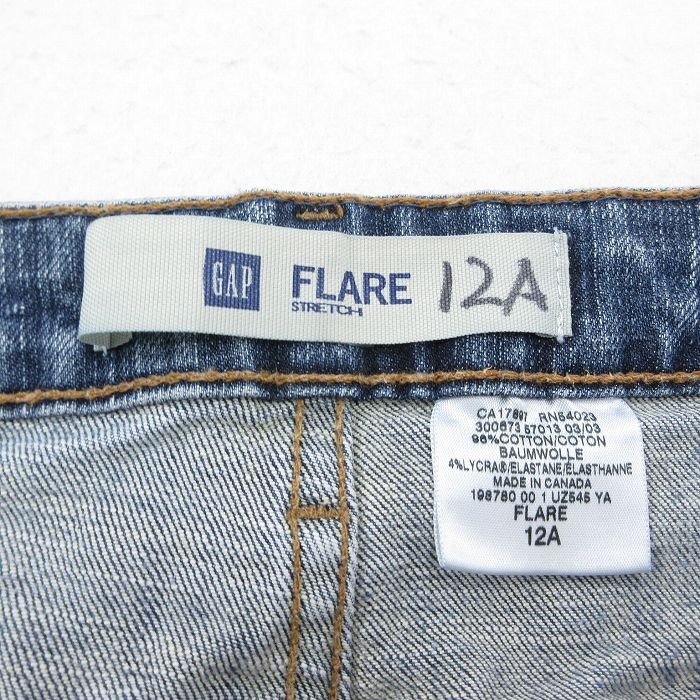 GAP
FLARE 12A
STRETCH
CA17897 RN54023
300673 57013 03/03
96%COTTON/COTON
BAUMWOLLE
4%LYCRA®/ELASTANE/ÉLASTHANNE
MADE IN CANADA
198780 00 1 UZ545 YA
FLARE
12A